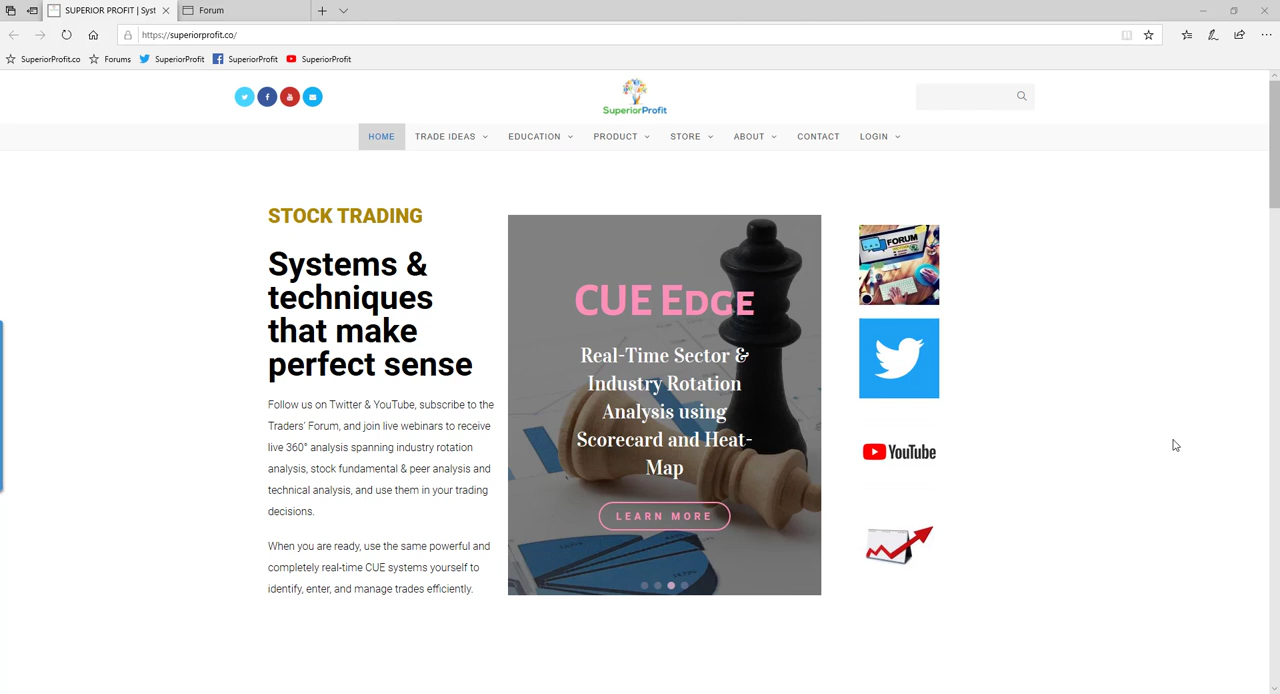 SUPERIOR PROFIT | Syst
Forum
https://superiorprofit.co/
SuperiorProfit.co
Forums
SuperiorProfit
SuperiorProfit
SuperiorProfit
SuperiorProfit
HOME
TRADE IDEAS
EDUCATION
PRODUCT
STORE
ABOUT
CONTACT
LOGIN
STOCK TRADING
Systems &
techniques
that make
perfect sense
Follow us on Twitter & YouTube, subscribe to the
Traders' Forum, and join live webinars to receive
live 360° analysis spanning industry rotation
analysis, stock fundamental & peer analysis and
technical analysis, and use them in your trading
decisions.
When you are ready, use the same powerful and
completely real-time CUE systems yourself to
identify, enter, and manage trades efficiently.
CUE EDGE
Real-Time Sector &
Industry Rotation
Analysis using
Scorecard and Heat-
Map
LEARN MORE
FORUM
YouTube